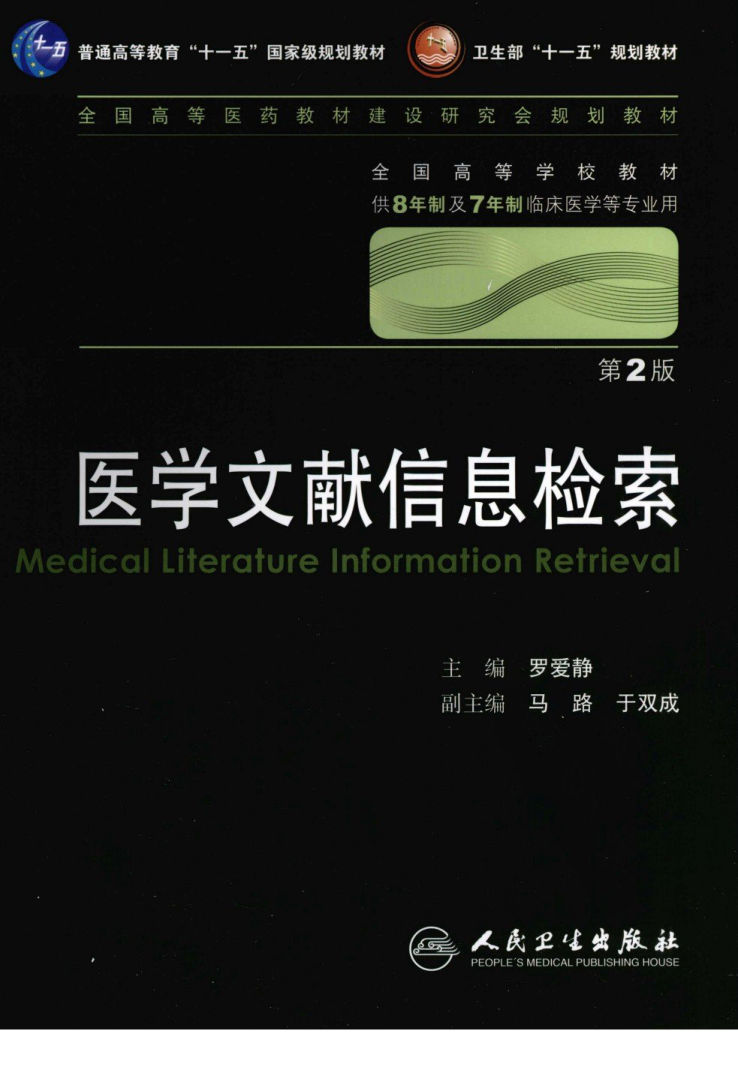 十一五 普通高等教育“十一五”国家级规划教材 十一五 卫生部“十一五”规划教材
全国高等医药教材建设研究会规划教材
全国高等学校教材
供8年制及7年制临床医学等专业用
第2版
医学文献信息检索
Medical Literature Information Retrieval
主 编 罗爱静
副主编 马 路 于双成
人民卫生出版社
PEOPLE'S MEDICAL PUBLISHING HOUSE